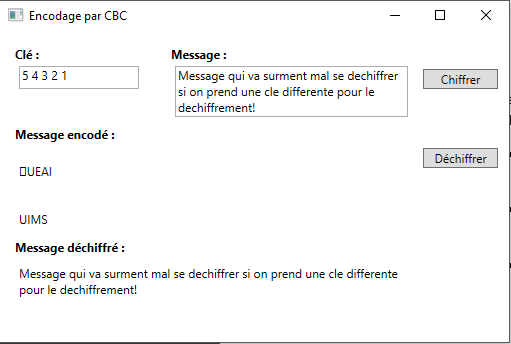 Encodage par CBC
Clé :
Message :
5 4 3 2 1
Message qui va surment mal se dechiffrer
si on prend une cle differente pour le
dechiffrement!
Chiffrer
Message encodé :
Déchiffrer
▯UEAI
UIMS
Message déchiffré :
Message qui va surment mal se dechiffrer si on prend une cle differente
pour le dechiffrement!